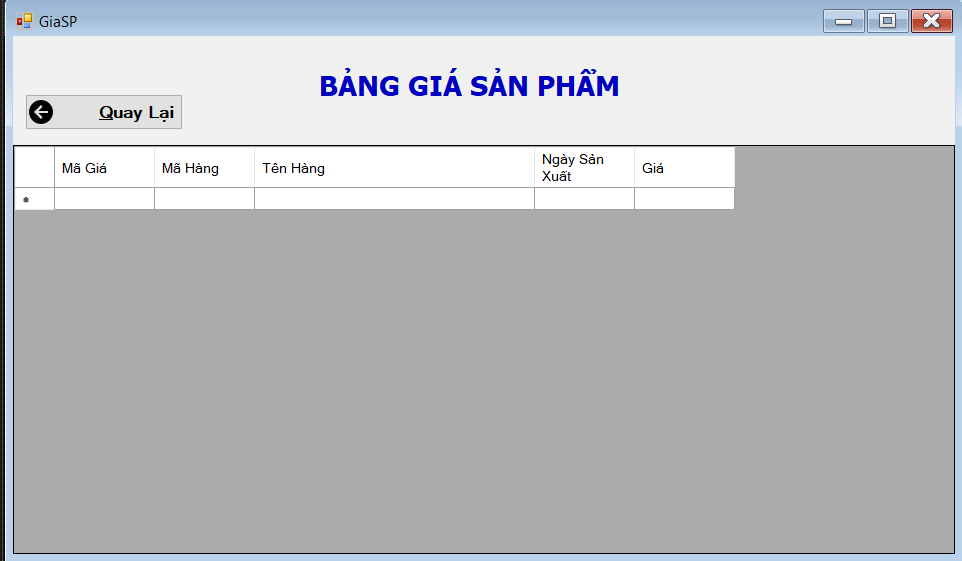 GiaSP
BẢNG GIÁ SẢN PHẨM
Quay Lại
Mã Giá
Mã Hàng
Tên Hàng
Ngày Sản
Xuất
Giá